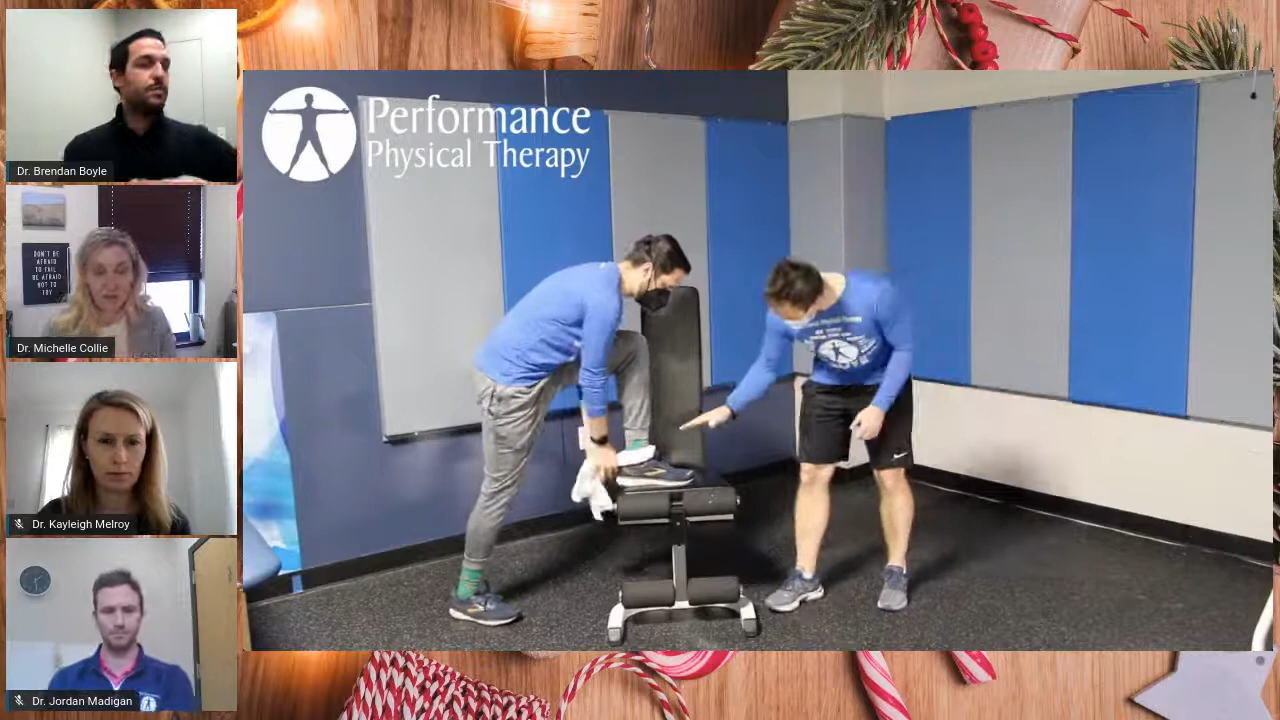 Performance
Physical Therapy
Dr. Brendan Boyle
DON'T BE
AFRAID
TO FAIL
BE AFRAID
NOT TO
TRY
Dr. Michelle Collie
Dr. Kayleigh Melroy
Dr. Jordan Madigan